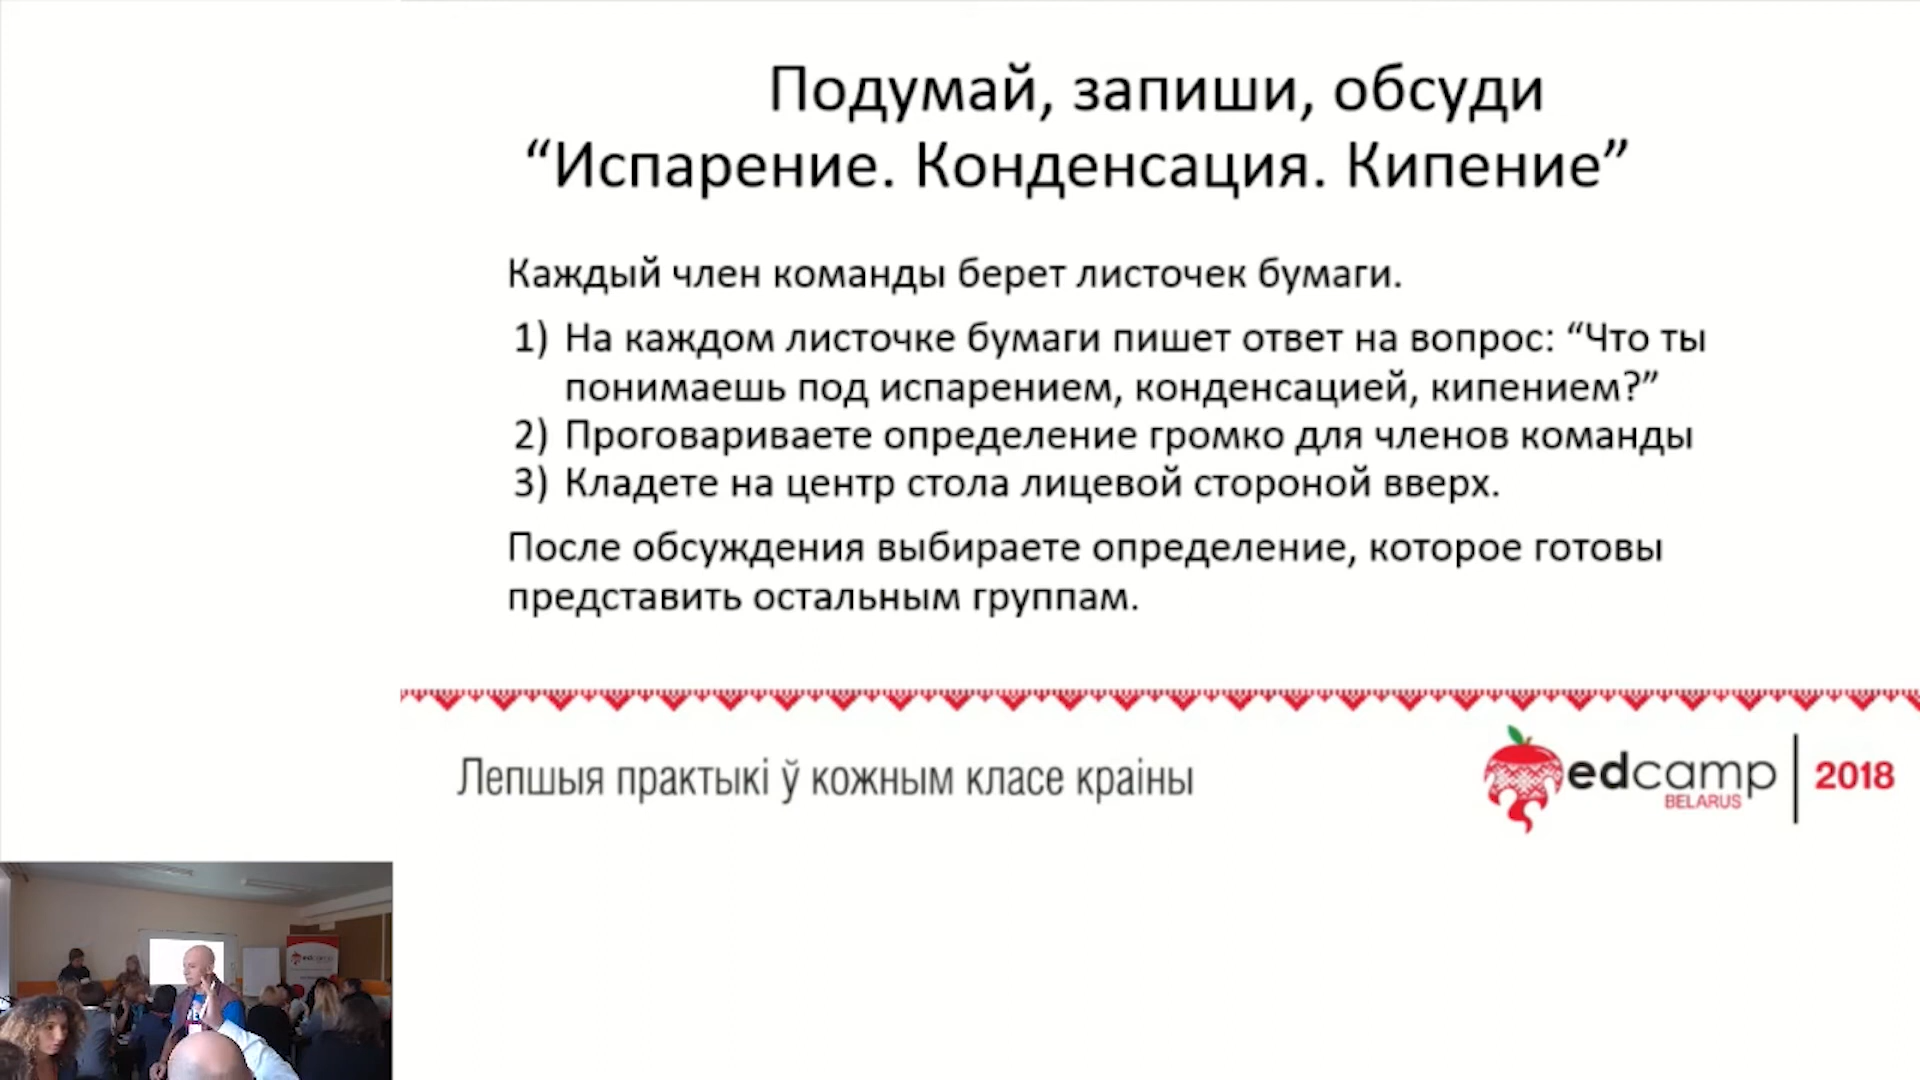 Подумай, запиши, обсуди
“Испарение. Конденсация. Кипение”
Каждый член команды берет листочек бумаги.
1) На каждом листочке бумаги пишет ответ на вопрос: “Что ты
понимаешь под испарением, конденсацией, кипением?”
2) Проговариваете определение громко для членов команды
3) Кладете на центр стола лицевой стороной вверх.
После обсуждения выбираете определение, которое готовы
представить остальным группам.
Лепшыя практыкі ў кожным класе краіны
edcamp
BELARUS
2018